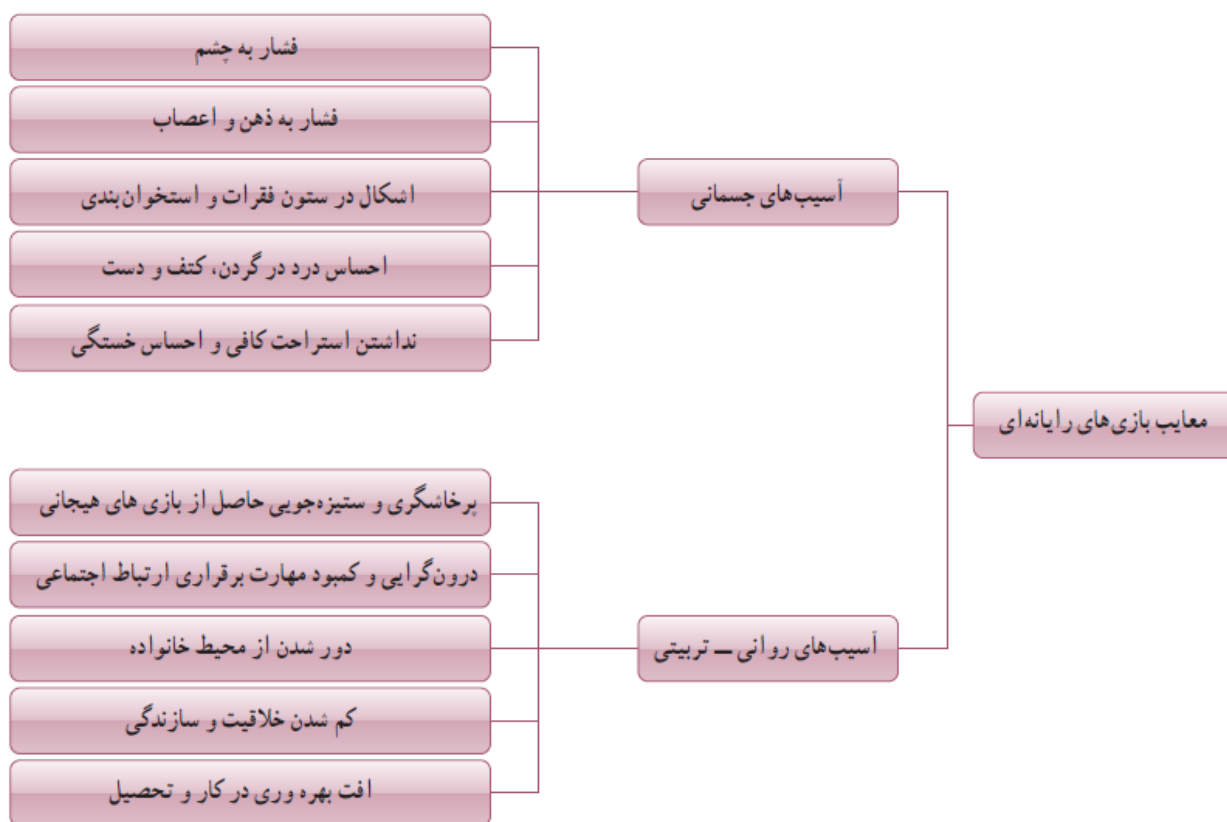 معایب بازی‌های رایانه‌ای
آسیب‌های جسمانی
فشار به چشم
فشار به ذهن و اعصاب
اشکال در ستون فقرات و استخوان‌بندی
احساس درد در گردن، کتف و دست
نداشتن استراحت کافی و احساس خستگی
آسیب‌های روانی ــ تربیتی
پرخاشگری و ستیزه‌جویی حاصل از بازی های هیجانی
درون‌گرایی و کمبود مهارت برقراری ارتباط اجتماعی
دور شدن از محیط خانواده
کم شدن خلاقیت و سازندگی
افت بهره وری در کار و تحصیل